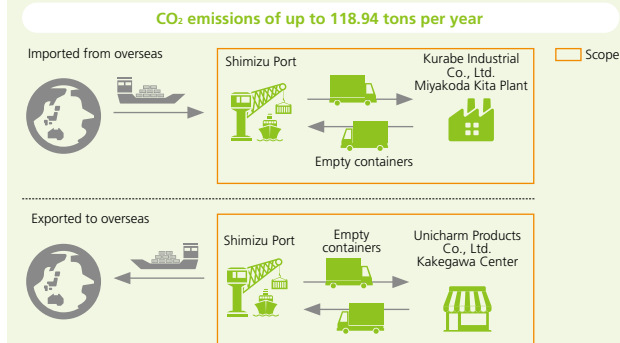 CO₂ emissions of up to 118.94 tons per year
Imported from overseas
Shimizu Port
Kurabe Industrial
Co., Ltd.
Miyakoda Kita Plant
Scope
Empty containers
Exported to overseas
Shimizu Port
Empty
containers
Unicharm Products
Co., Ltd.
Kakegawa Center